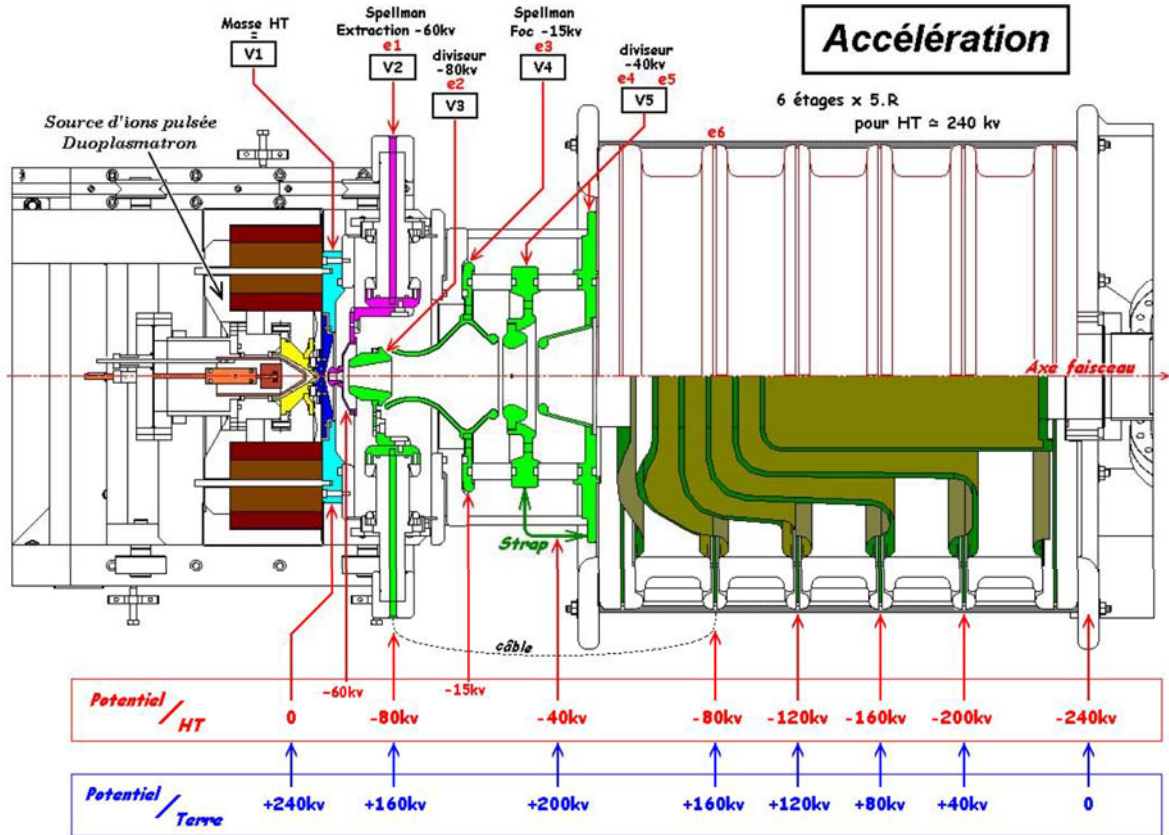 Masse HT
=
V1
Spellman
Extraction -60kv
e1
V2
diviseur
-80kv
e2
V3
Spellman
Foc -15kv
e3
V4
diviseur
-40kv
e4 e5
V5
Accélération
6 étages x 5.R
pour HT ≃ 240 kv
Source d'ions pulsée
Duoplasmatron
e6
Axe faisceau
Strap
câble
Potentiel / HT
0
-60kv
-80kv
-15kv
-40kv
-80kv
-120kv
-160kv
-200kv
-240kv
Potentiel / Terre
+240kv
+160kv
+200kv
+160kv
+120kv
+80kv
+40kv
0